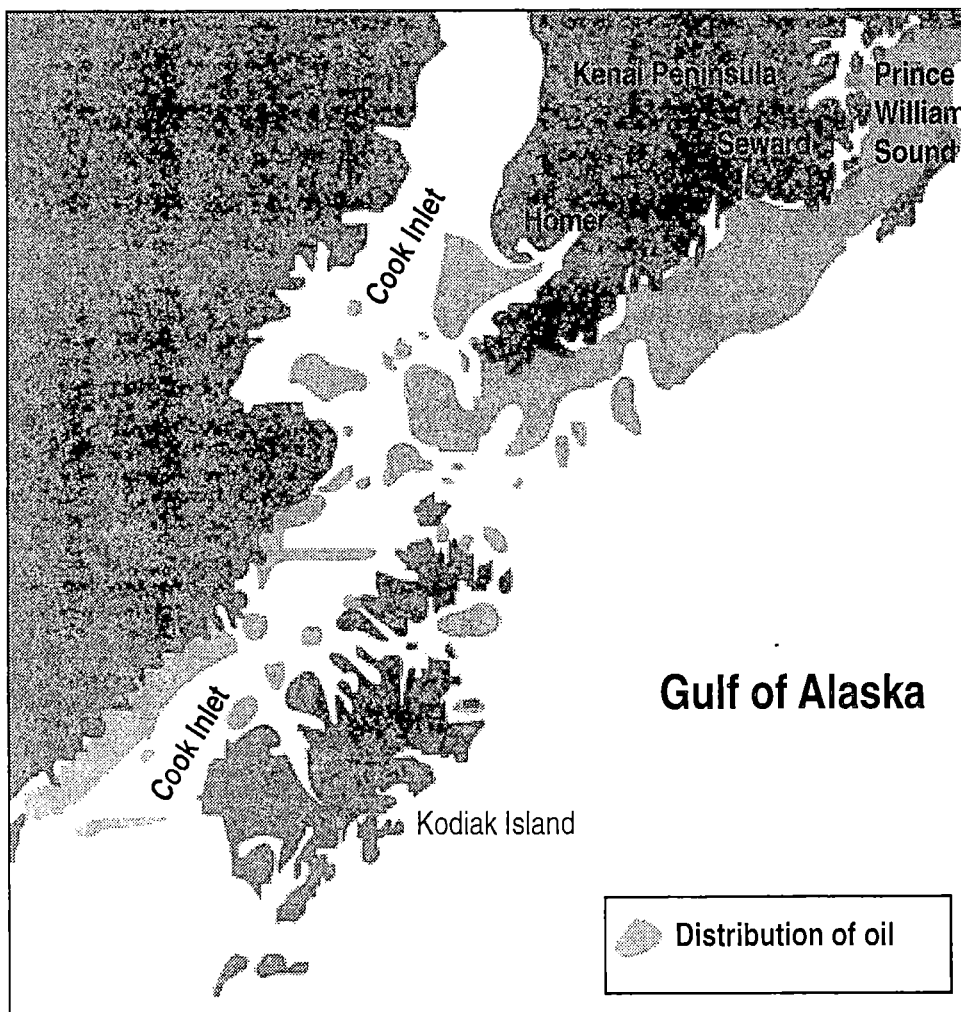 Kenai Peninsula
Prince
William
Sound
Seward
Homer
Cook Inlet
Gulf of Alaska
Cook Inlet
Kodiak Island
Distribution of oil